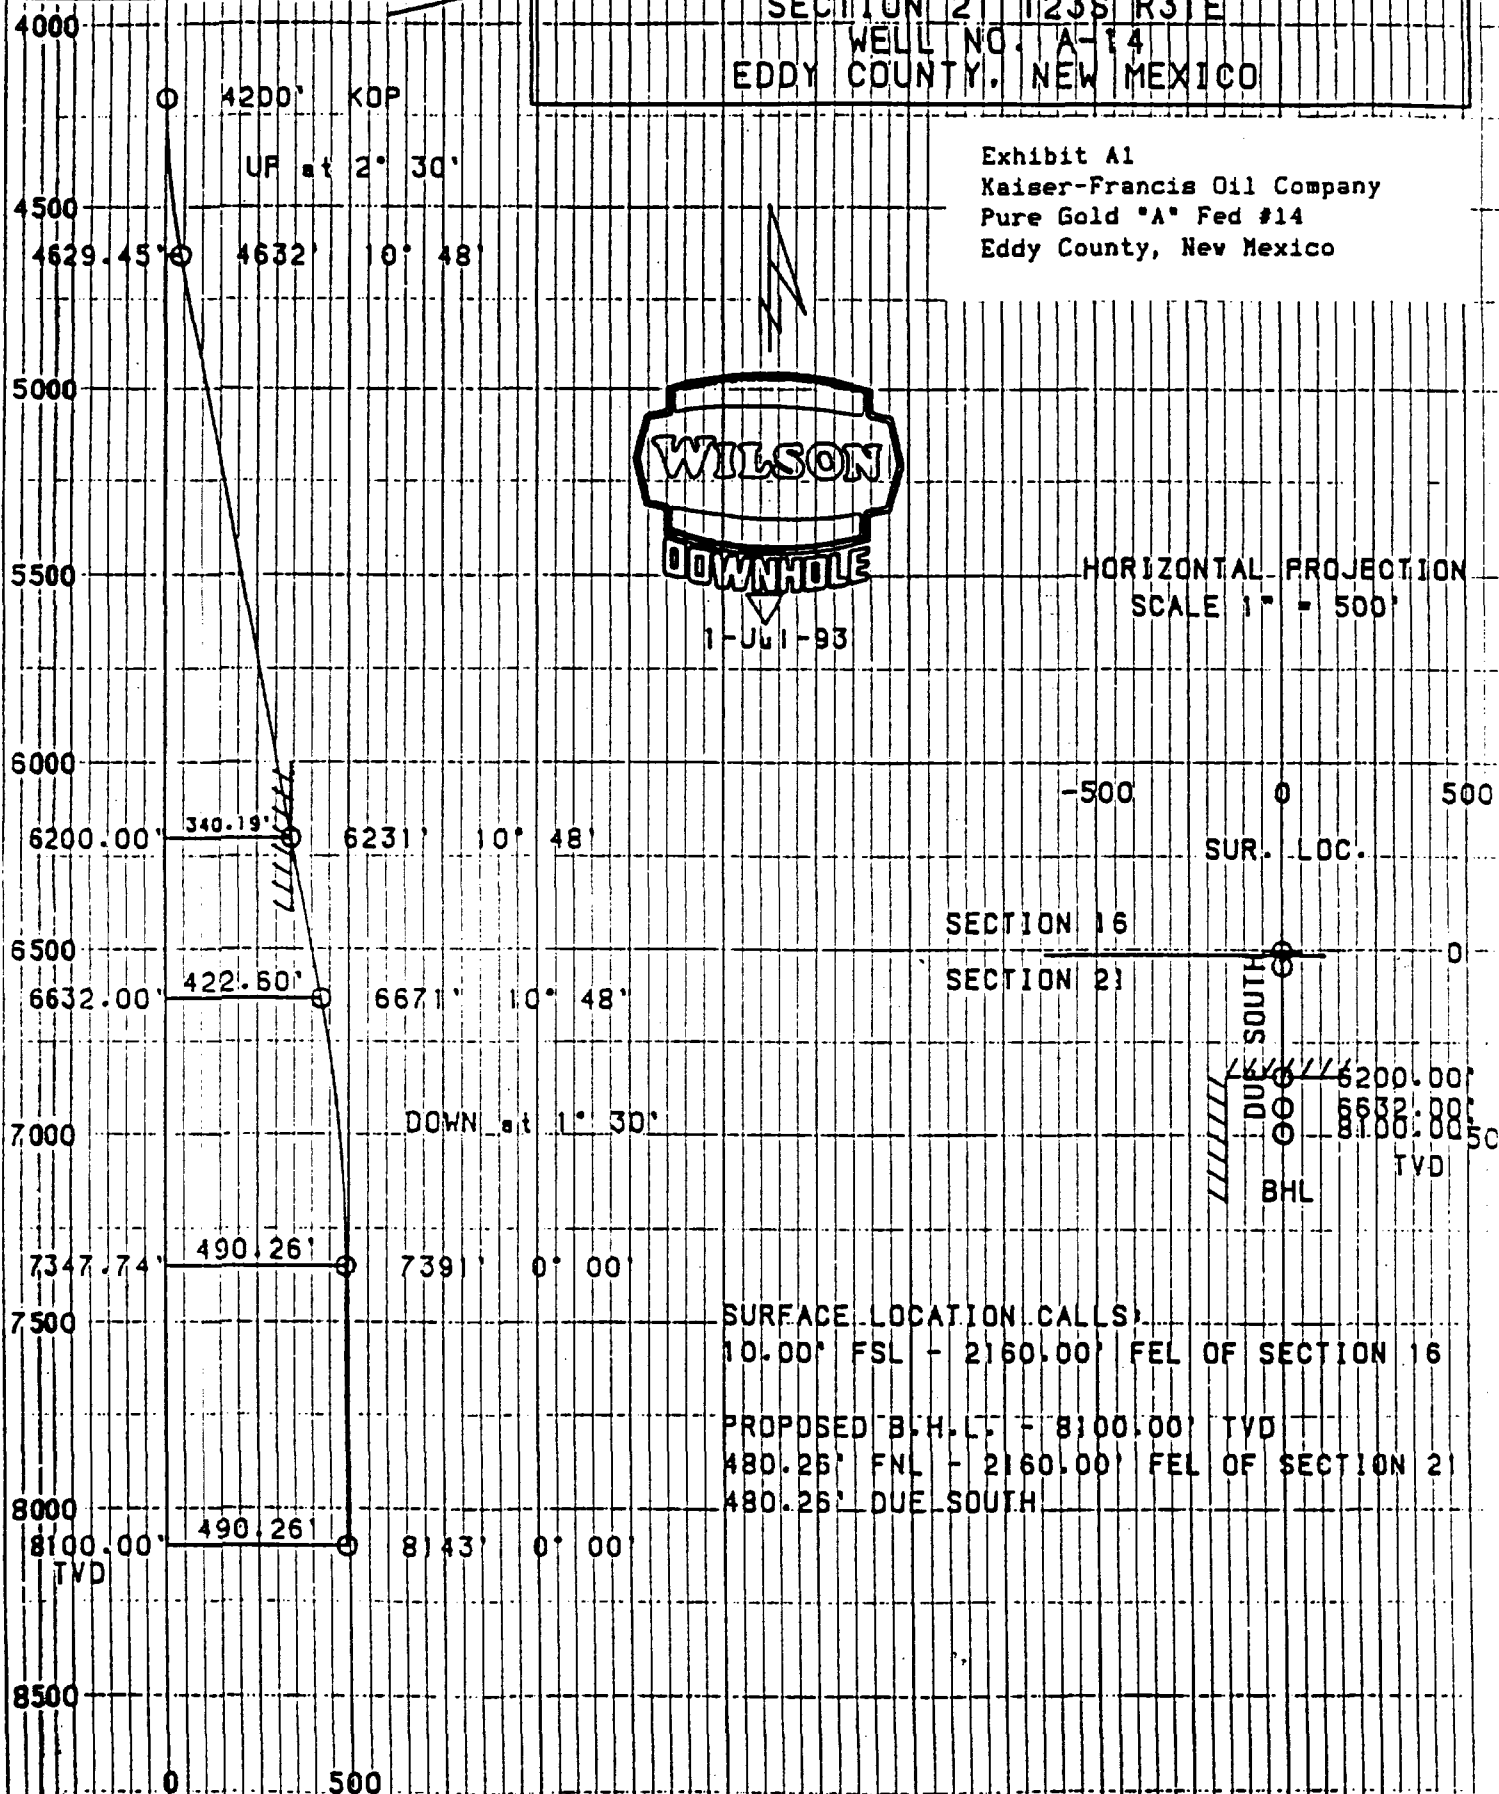 SECTION 21 T23S R31E
4000
WELL NO. A-14
EDDY COUNTY, NEW MEXICO
4200' KOP
UP at 2° 30'
Exhibit A1
Kaiser-Francis Oil Company
Pure Gold "A" Fed #14
Eddy County, New Mexico
4500
4629.45' 4632' 10° 48'
5000
WILSON
DOWNHOLE
1-Jul-93
5500
HORIZONTAL PROJECTION
SCALE 1" = 500'
6000
-500 0 500
340.19'
6200.00' 6231' 10° 48'
SUR. LOC.
SECTION 16
6500
0
SECTION 21
DUE SOUTH
422.60'
6632.00' 6671' 10° 48'
6200.00'
6632.00'
8100.00'
TVD
BHL
7000
DOWN at 1° 30'
490.26'
7347.74' 7391' 0° 00'
7500
SURFACE LOCATION CALLS:
10.00' FSL - 2160.00' FEL OF SECTION 16
PROPOSED B.H.L. - 8100.00' TVD
480.26' FNL - 2160.00' FEL OF SECTION 21
480.26' DUE SOUTH
8000
490.26'
8100.00' 8143' 0° 00'
TVD
8500
0 500